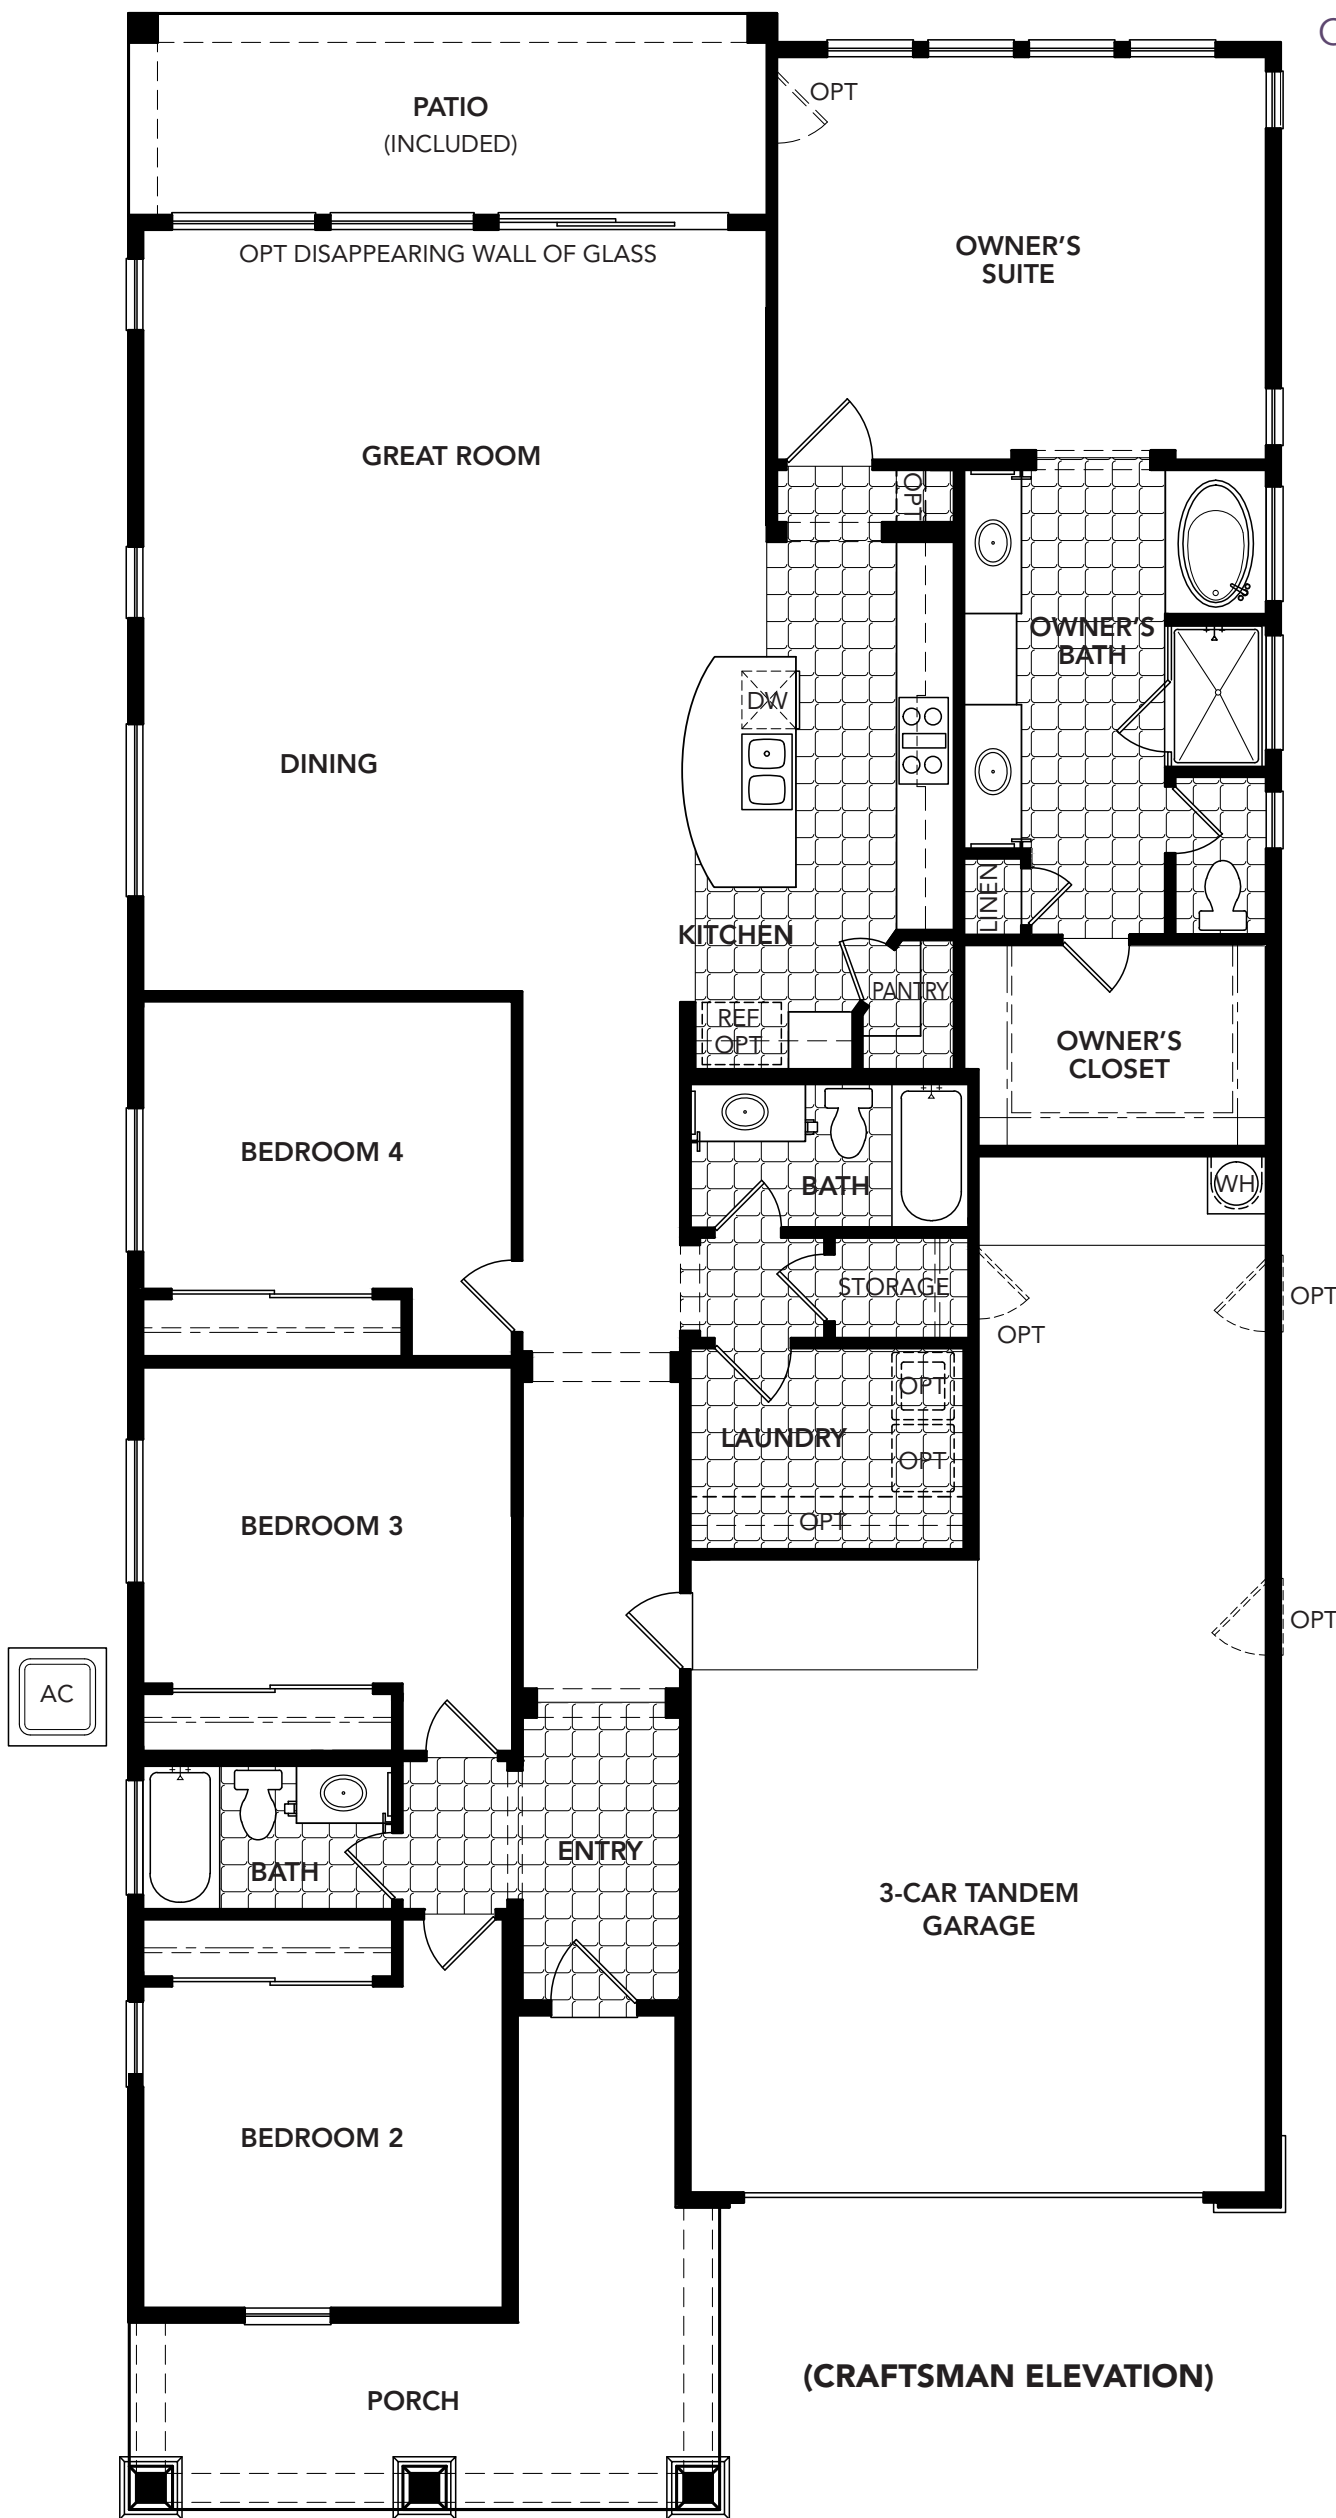 PATIO
(INCLUDED)
OPT
OPT DISAPPEARING WALL OF GLASS
OWNER'S
SUITE
GREAT ROOM
OPT
OWNER'S
BATH
DW
DINING
LINEN
KITCHEN
PANTRY
REF
OPT
OWNER'S
CLOSET
BEDROOM 4
BATH
WH
STORAGE
OPT
OPT
OPT
LAUNDRY
OPT
OPT
BEDROOM 3
OPT
AC
ENTRY
BATH
3-CAR TANDEM
GARAGE
BEDROOM 2
(CRAFTSMAN ELEVATION)
PORCH